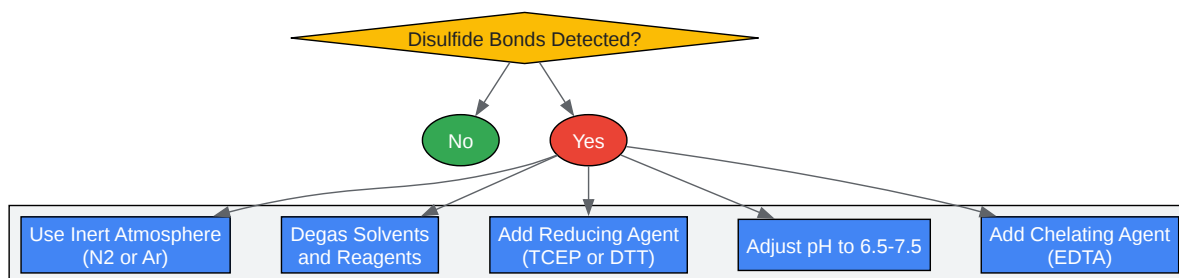 Disulfide Bonds Detected?
No
Yes
Use Inert Atmosphere
(N2 or Ar)
Degas Solvents
and Reagents
Add Reducing Agent
(TCEP or DTT)
Adjust pH to 6.5-7.5
Add Chelating Agent
(EDTA)